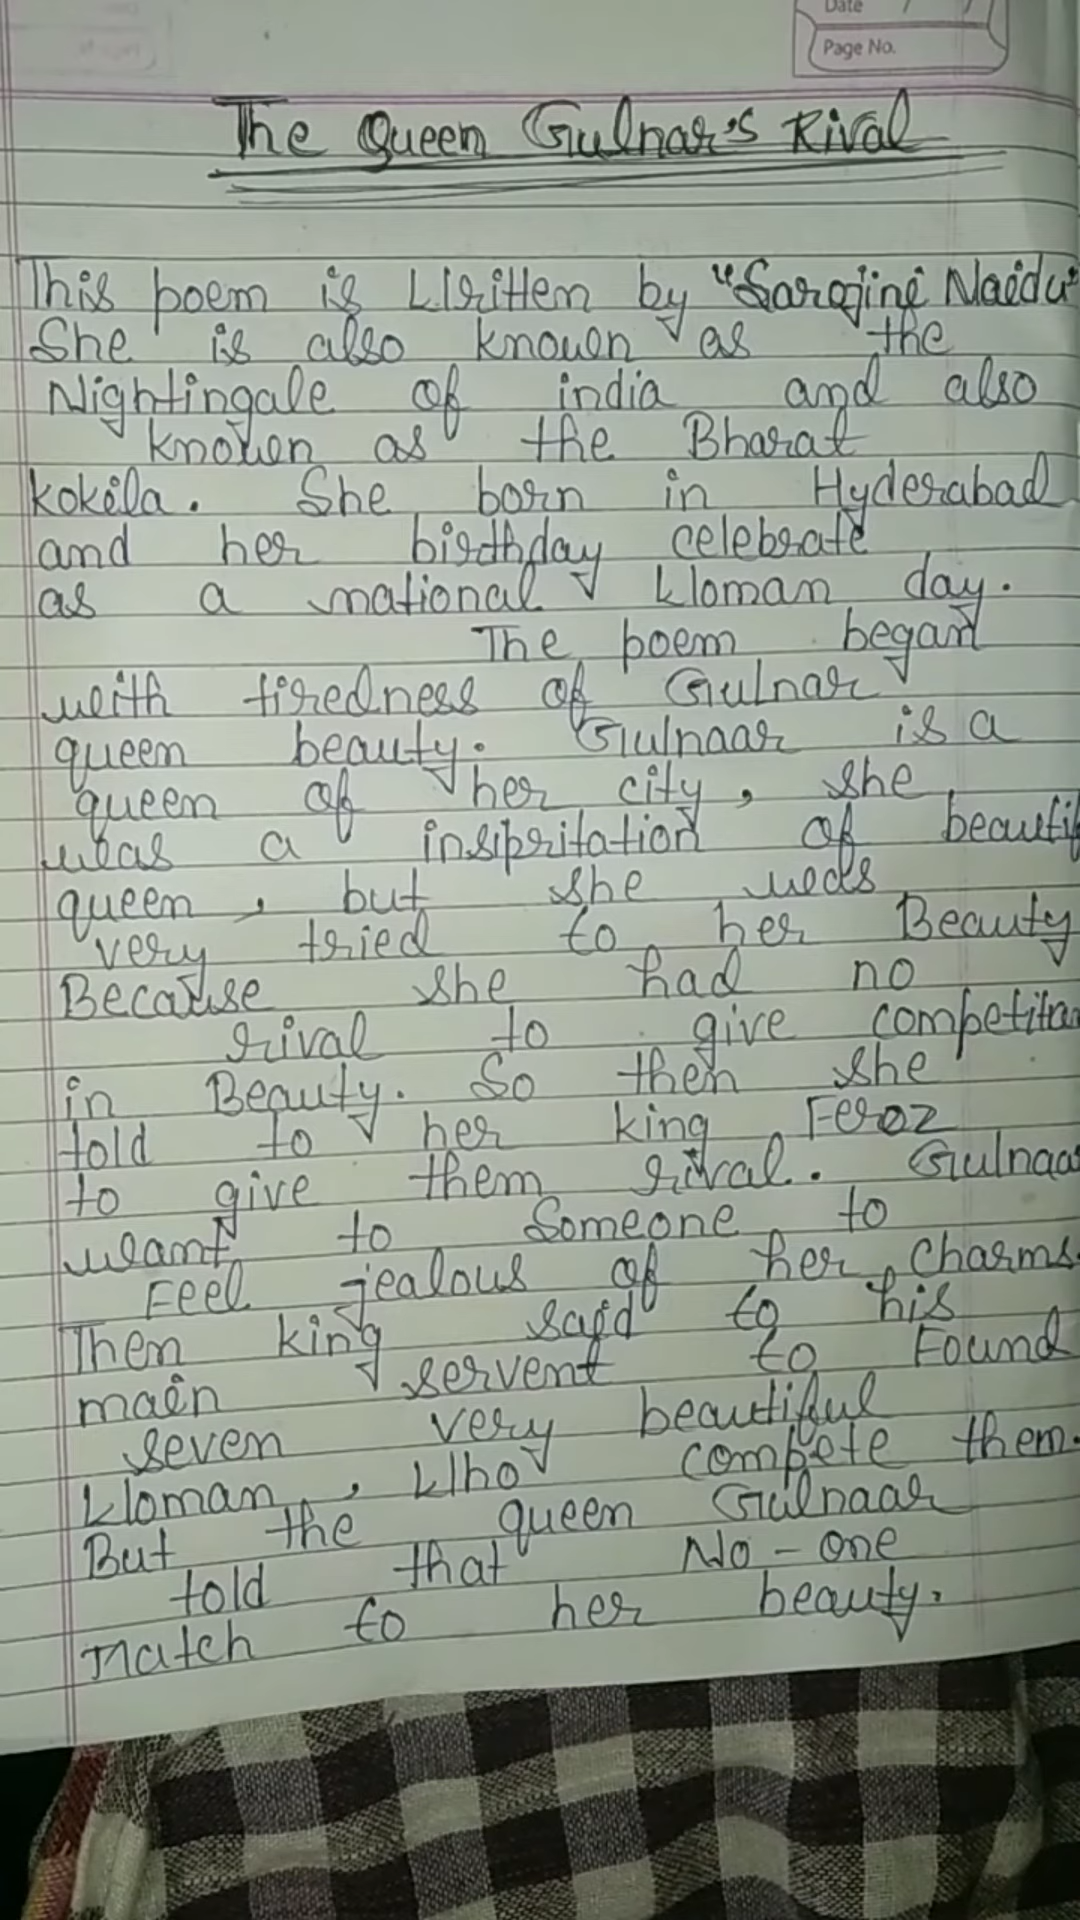 Date / /
Page No.
The Queen Gulnar's Rival
This poem is Written by "Sarojini Naidu"
She is also known as the
Nightingale of india and also
known as the Bharat
kokila. She born in Hyderabad
and her birthday celebrate
as a national Woman day.
The poem began
with tiredness of Gulnar
queen beauty. Gulnaar is a
queen of her city, she
was a insipritation of beautif
queen, but she was
very tried to her Beauty
Because she had no
rival to give
in Beauty. So then she
told to her king Feroz
to give them rival. Gulnaar
want to Someone to
Feel jealous of her charms.
Then king said to his
main servent to Found
seven very beautiful
Woman, Who compete them.
But the queen Gulnaar
told that No-one
match to her beauty.